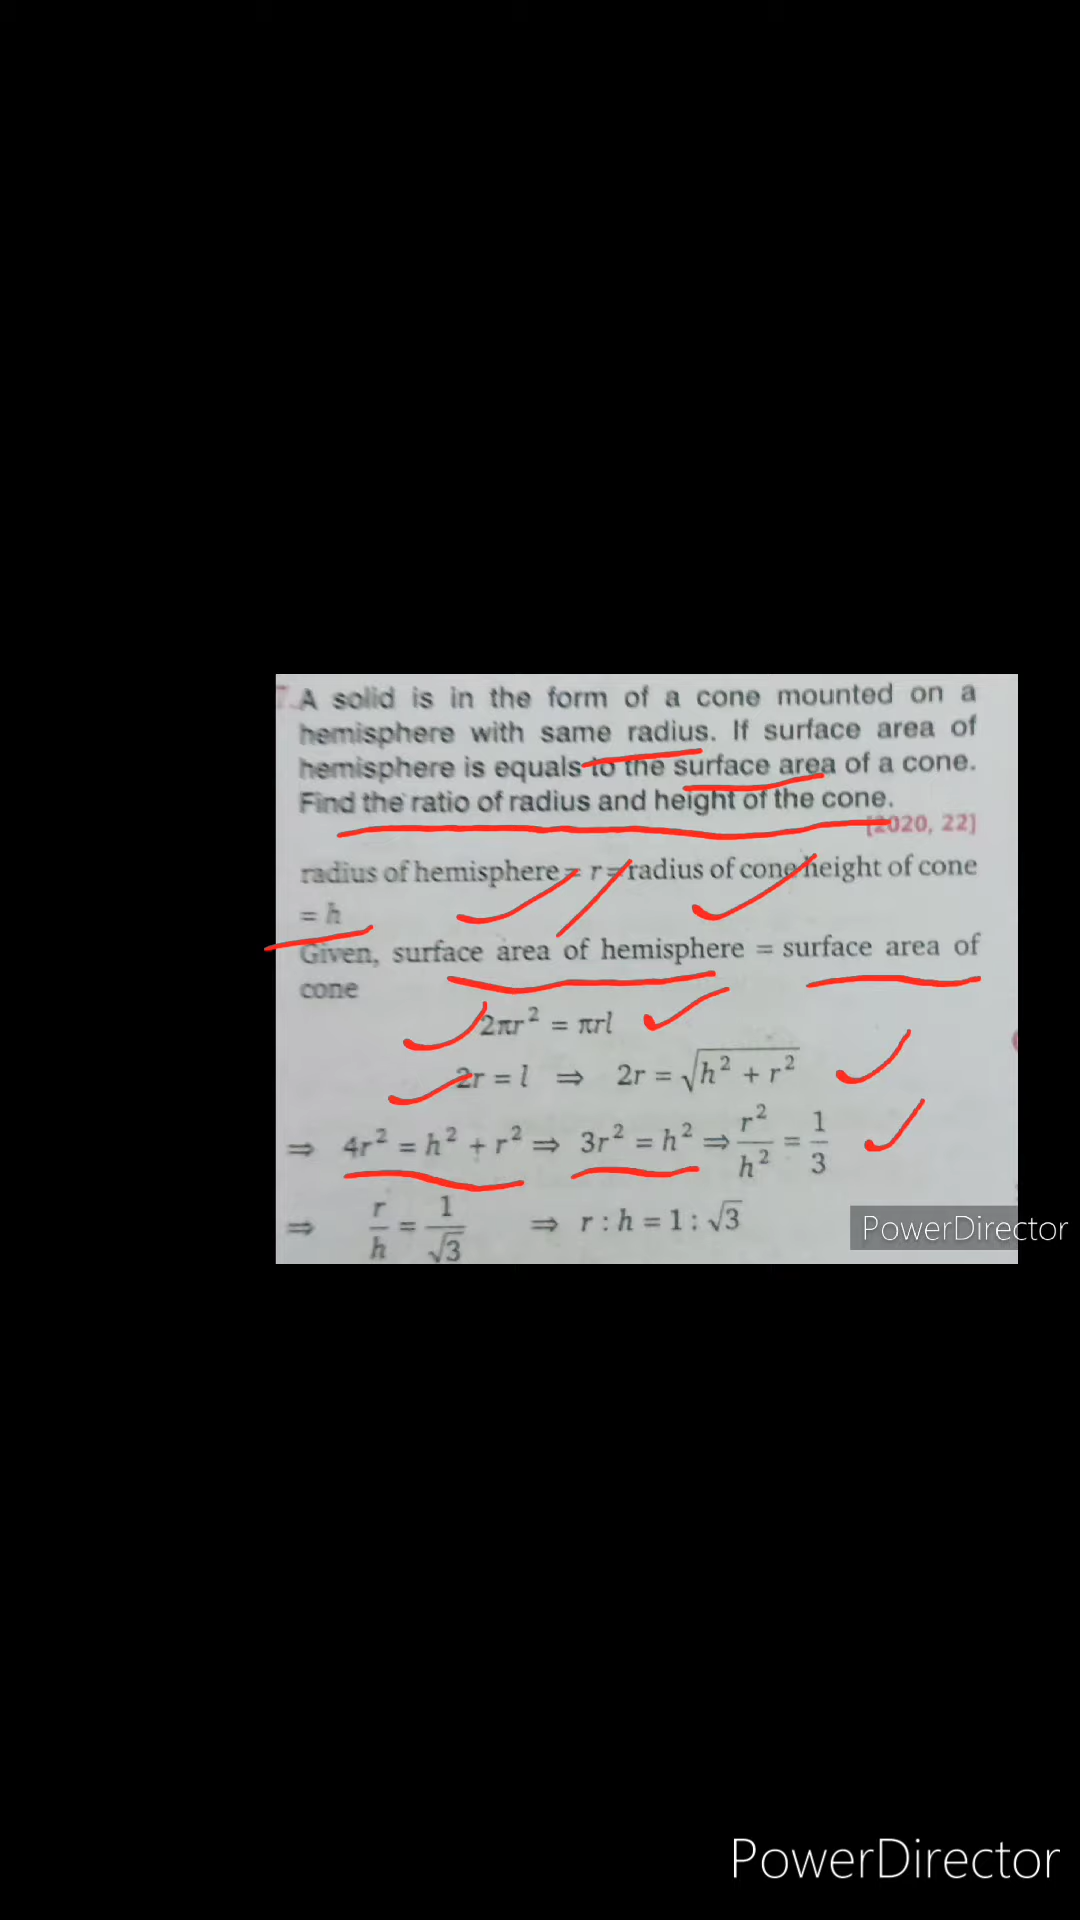 7. A solid is in the form of a cone mounted on a
hemisphere with same radius. If surface area of
hemisphere is equals to the surface area of a cone.
Find the ratio of radius and height of the cone.
[2020, 22]
radius of hemisphere = r = radius of cone height of cone
= h
Given, surface area of hemisphere = surface area of
cone
2πr² = πrl
2r = l ⇒ 2r = √(h² + r²)
⇒ 4r² = h² + r² ⇒ 3r² = h² ⇒ r²/h² = 1/3
⇒ r/h = 1/√3 ⇒ r : h = 1 : √3
PowerDirector
PowerDirector